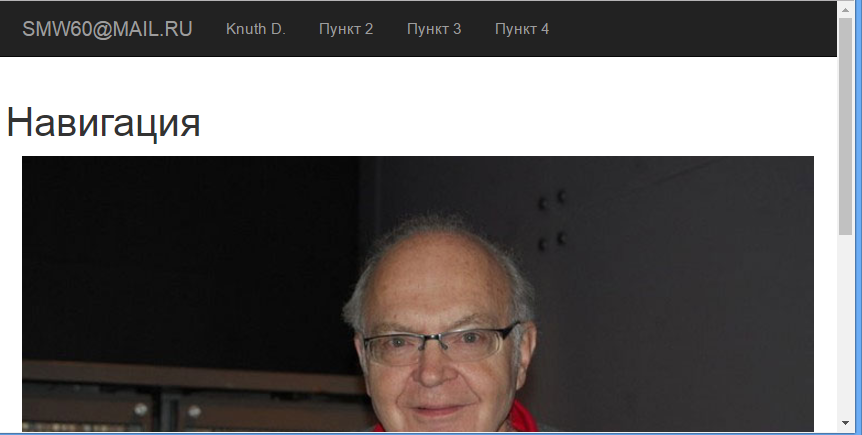 SMW60@MAIL.RU Knuth D. Пункт 2 Пункт 3 Пункт 4
Навигация